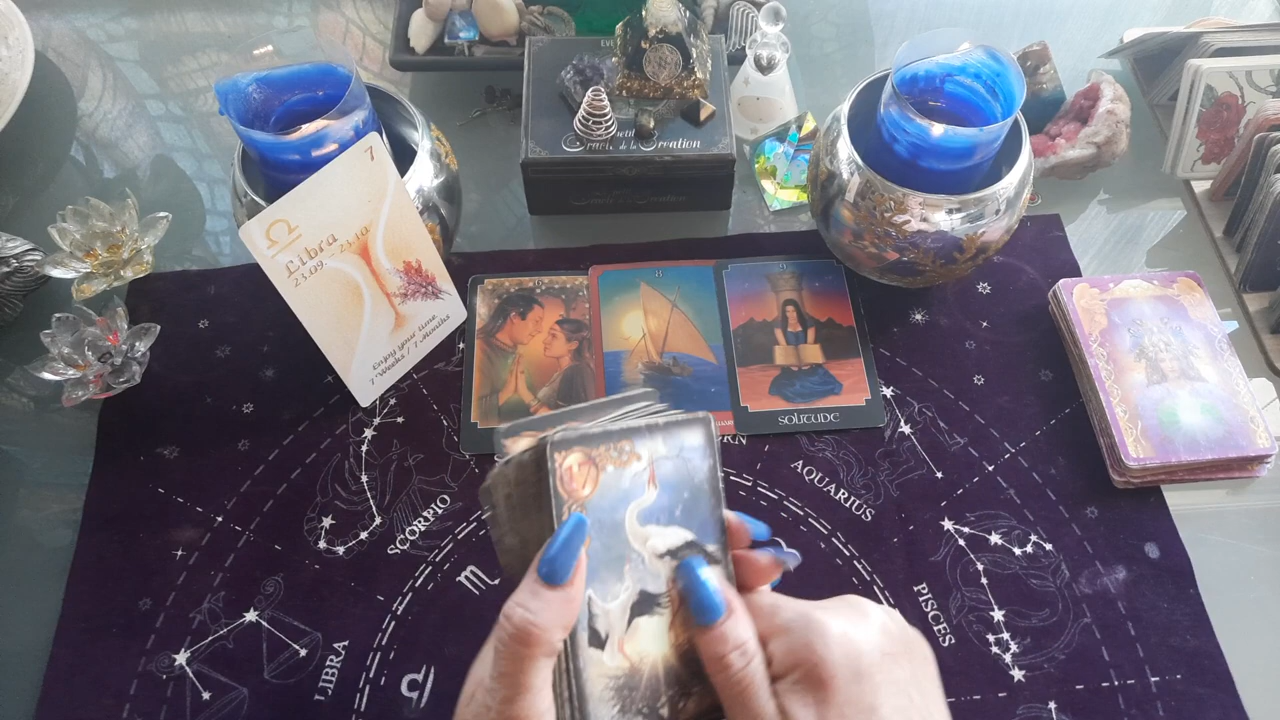 7
Libra
23.09. - 23.10.
Enjoy your time
7 Weeks / 7 Months
Oracle de la Création
6
8
9
SOLITUDE
SCORPIO
AQUARIUS
PISCES
LIBRA